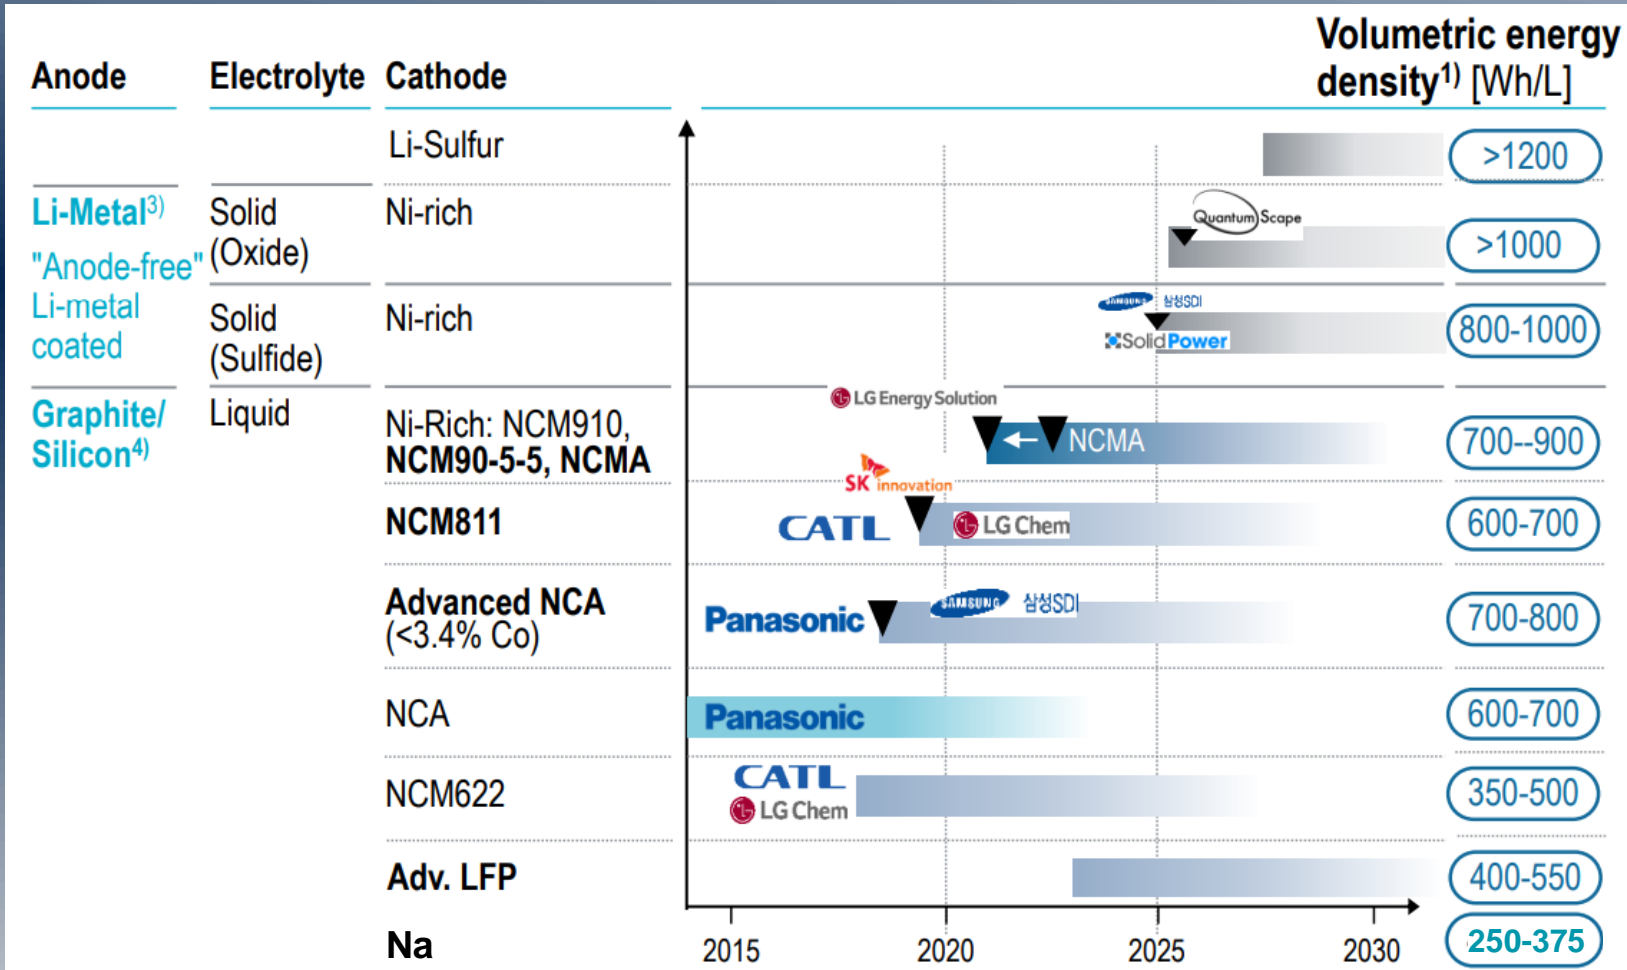 Anode
Electrolyte
Cathode
Volumetric energy
density1) [Wh/L]
Li-Sulfur
>1200
Li-Metal3)
"Anode-free"
Li-metal
coated
Solid
(Oxide)
Ni-rich
QuantumScape
>1000
Solid
(Sulfide)
Ni-rich
SAMSUNG 삼성SDI
SolidPower
800-1000
Graphite/
Silicon4)
Liquid
Ni-Rich: NCM910,
NCM90-5-5, NCMA
LG Energy Solution
NCMA
700--900
SK innovation
NCM811
CATL
LG Chem
600-700
Advanced NCA
(<3.4% Co)
Panasonic
SAMSUNG 삼성SDI
700-800
NCA
Panasonic
600-700
NCM622
CATL
LG Chem
350-500
Adv. LFP
400-550
Na
2015
2020
2025
2030
250-375